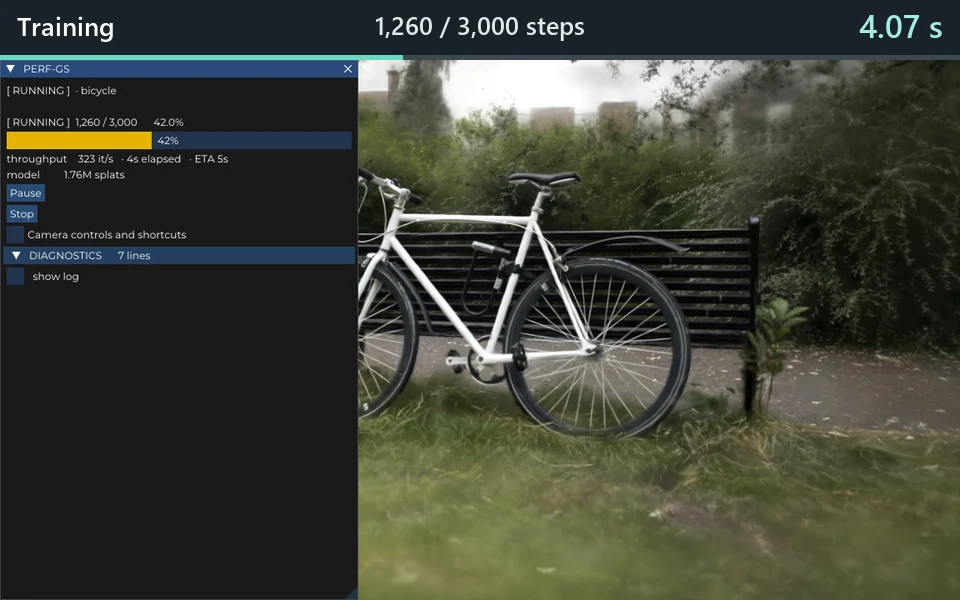 Training
1,260 / 3,000 steps
4.07 s
PERF-GS
[ RUNNING ] · bicycle
[ RUNNING ] 1,260 / 3,000 42.0%
42%
throughput 323 it/s · 4s elapsed · ETA 5s
model 1.76M splats
Pause
Stop
Camera controls and shortcuts
DIAGNOSTICS 7 lines
show log